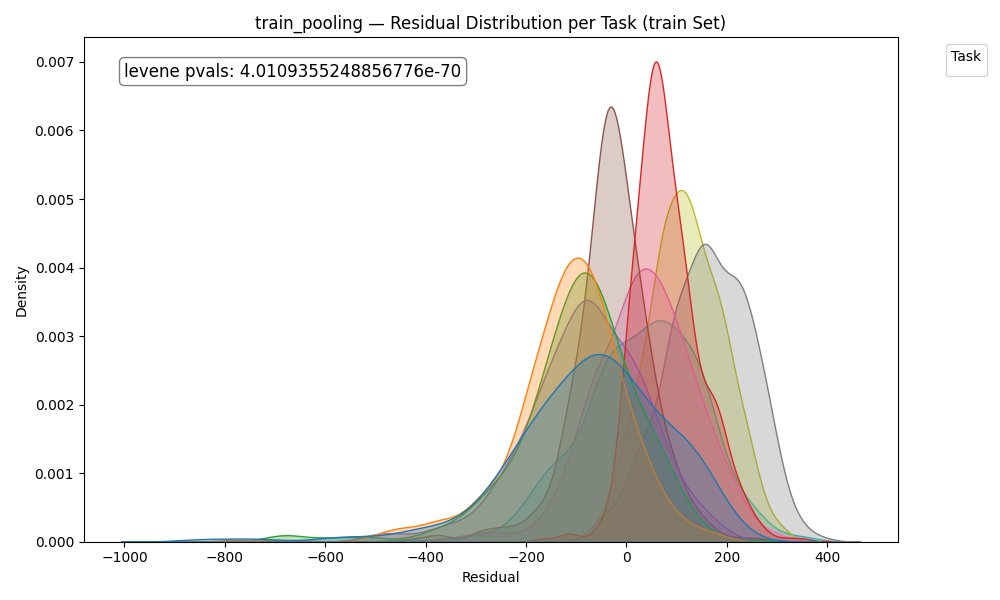 train_pooling — Residual Distribution per Task (train Set)
levene pvals: 4.0109355248856776e-70
Task
0.007
0.006
0.005
0.004
0.003
0.002
0.001
0.000
Density
−1000 −800 −600 −400 −200 0 200 400
Residual